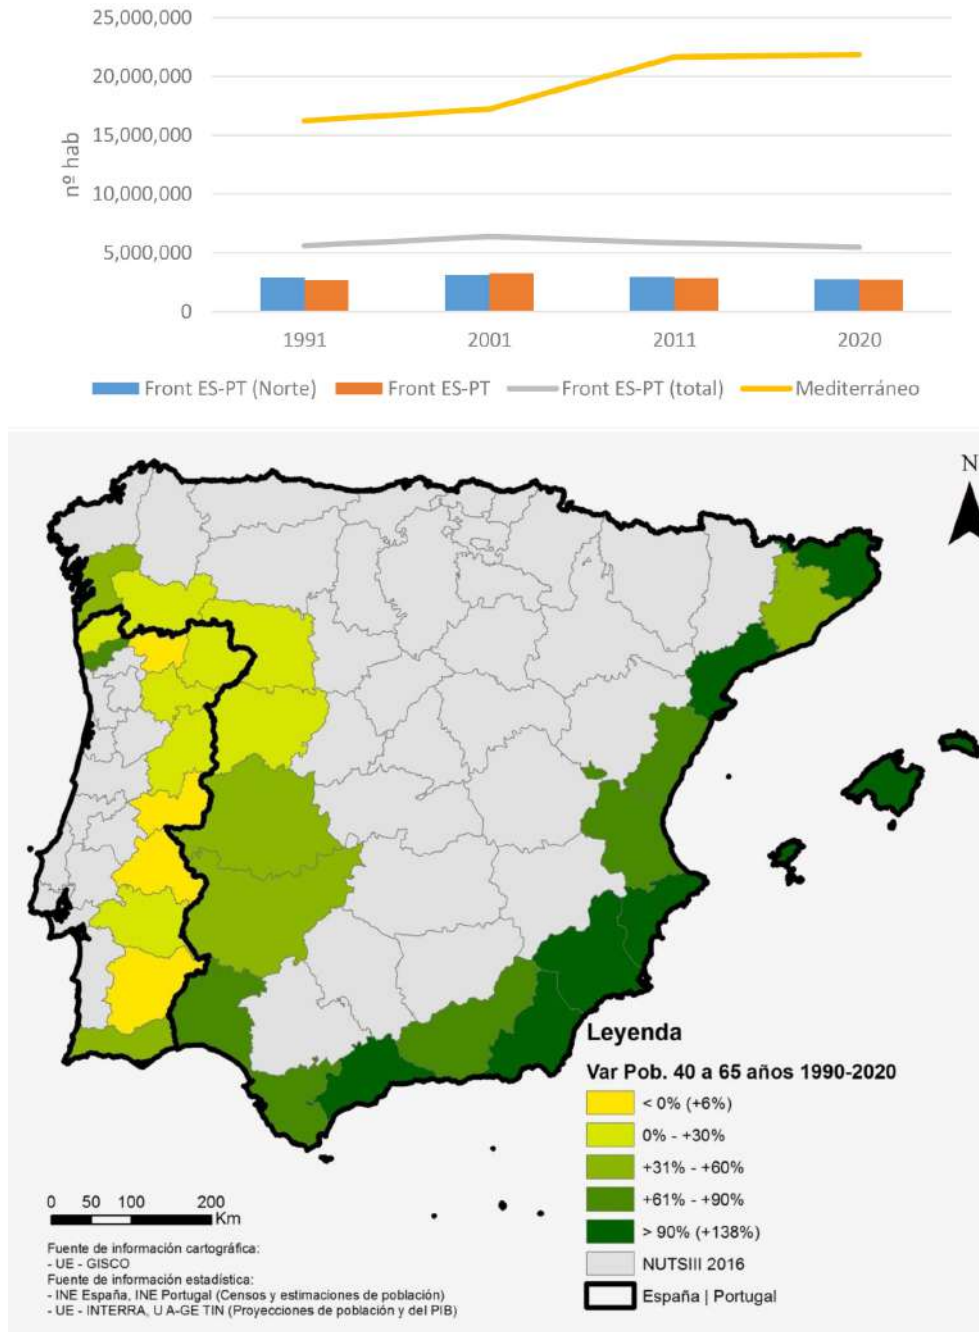 25,000,000
20,000,000
15,000,000
10,000,000
5,000,000
0
nº hab
1991 2001 2011 2020
Front ES-PT (Norte) Front ES-PT Front ES-PT (total) Mediterráneo
N
Leyenda
Var Pob. 40 a 65 años 1990-2020
< 0% (+6%)
0% - +30%
+31% - +60%
+61% - +90%
> 90% (+138%)
NUTSIII 2016
España | Portugal
0 50 100 200
Km
Fuente de información cartográfica:
- UE - GISCO
Fuente de información estadística:
- INE España, INE Portugal (Censos y estimaciones de población)
- UE - INTERRA, U A-GE TIN (Proyecciones de población y del PIB)